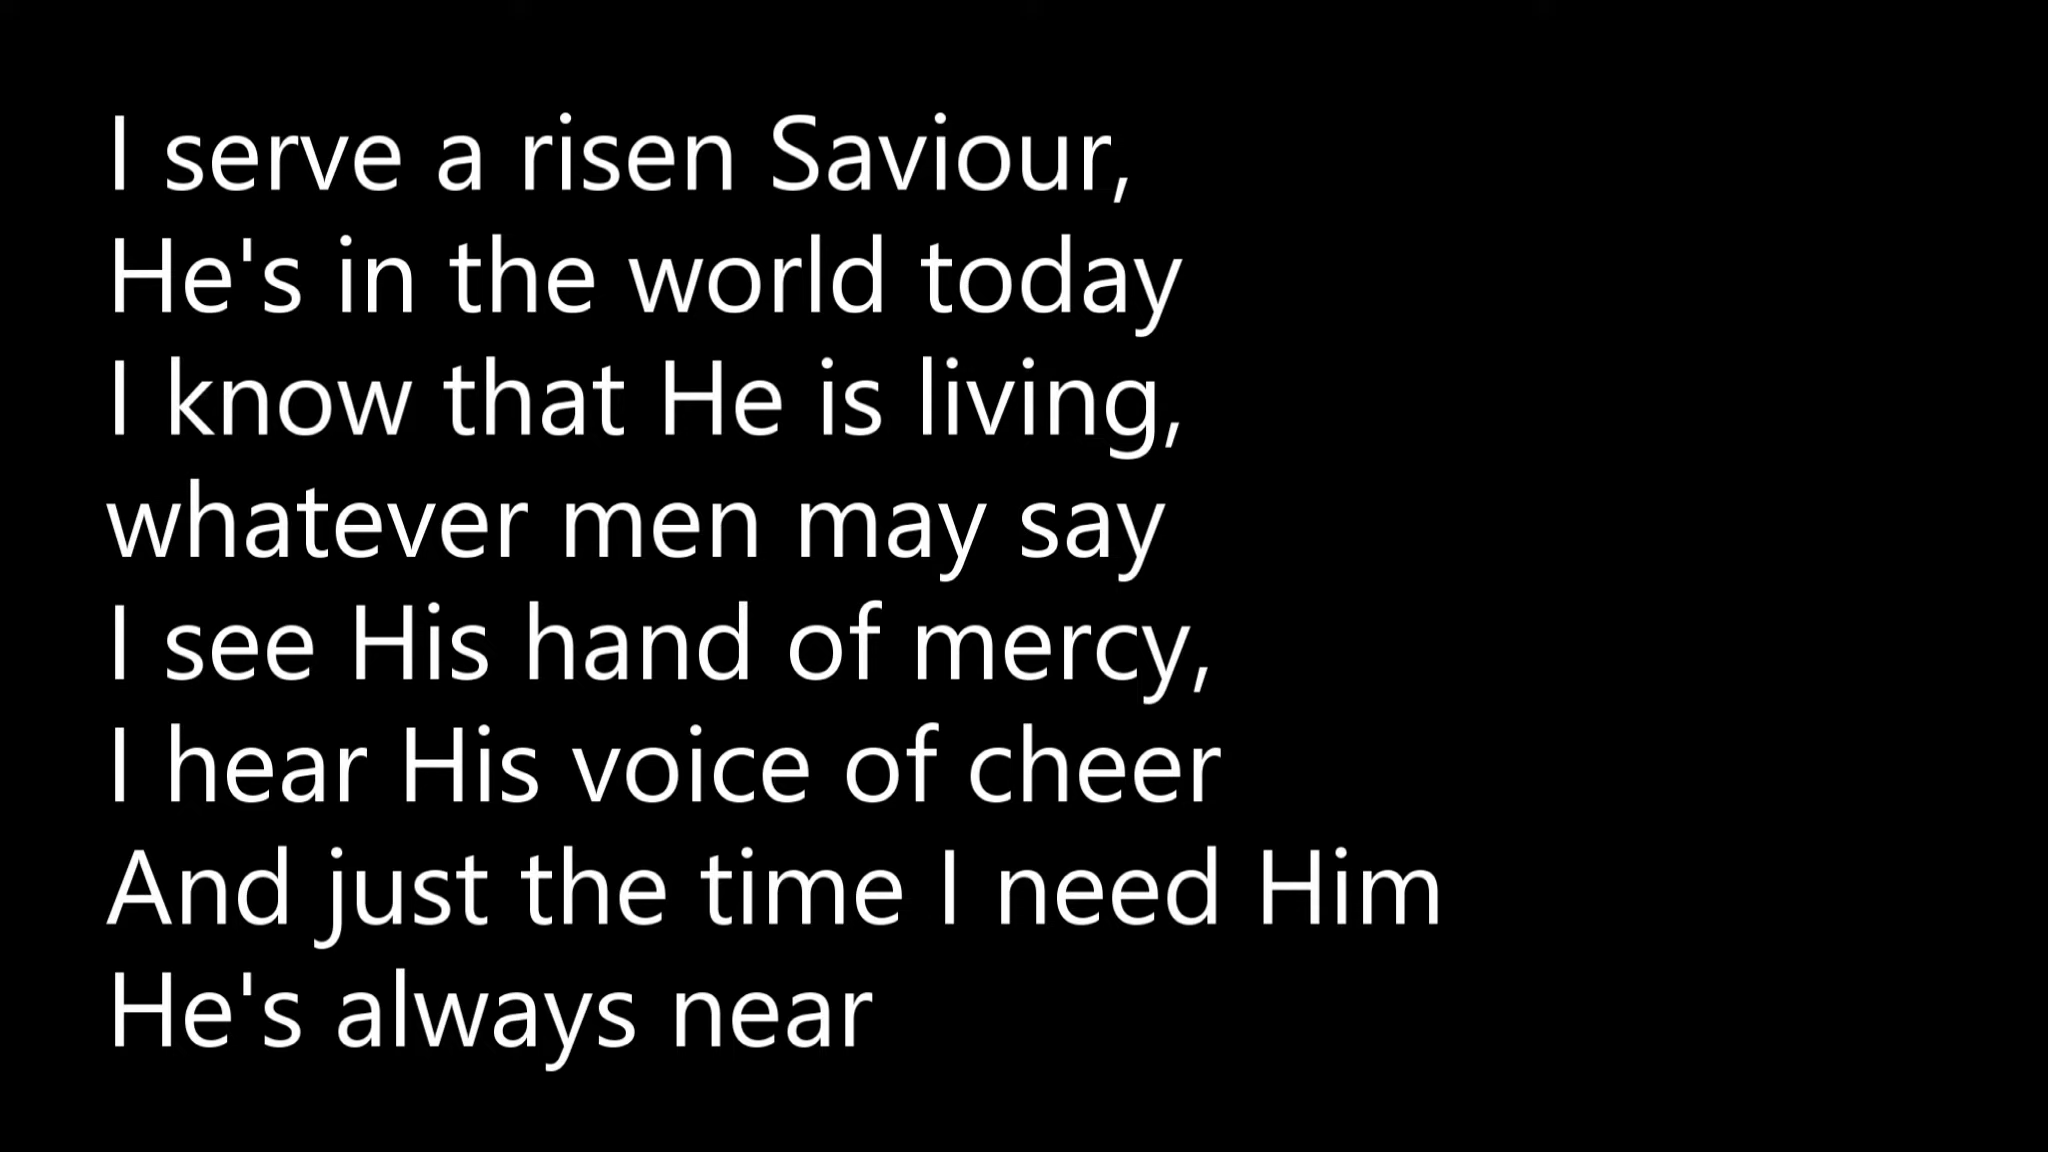 I serve a risen Saviour,
He's in the world today
I know that He is living,
whatever men may say
I see His hand of mercy,
I hear His voice of cheer
And just the time I need Him
He's always near